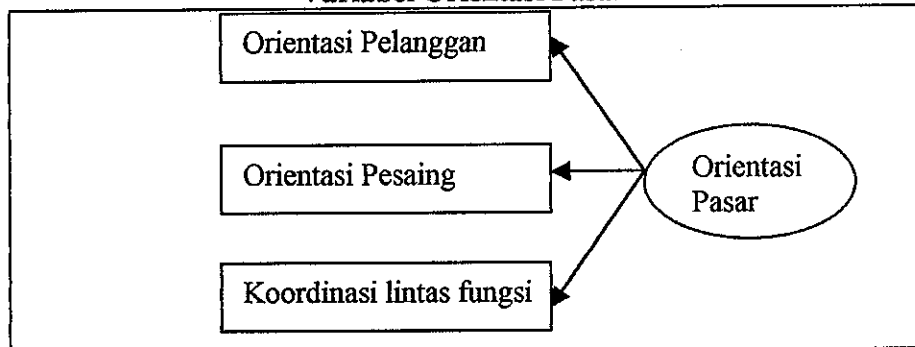 Orientasi Pelanggan
Orientasi Pesaing
Orientasi
Pasar
Koordinasi lintas fungsi